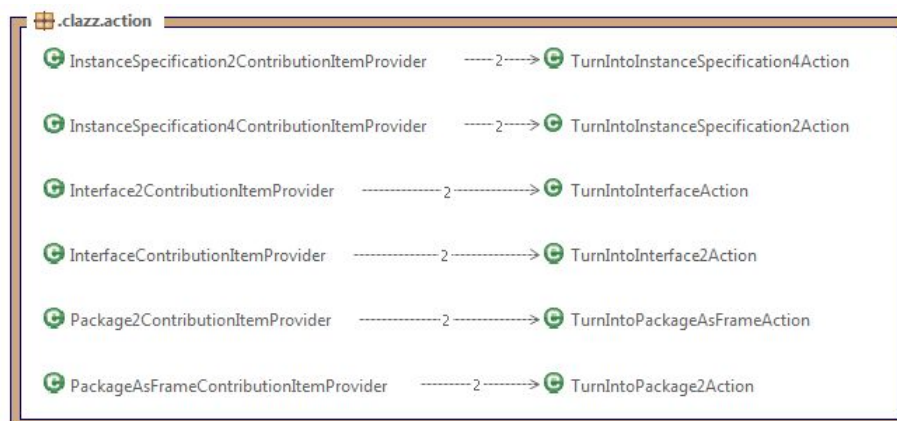 .clazz.action
InstanceSpecification2ContributionItemProvider 2 TurnIntoInstanceSpecification4Action
InstanceSpecification4ContributionItemProvider 2 TurnIntoInstanceSpecification2Action
Interface2ContributionItemProvider 2 TurnIntoInterfaceAction
InterfaceContributionItemProvider 2 TurnIntoInterface2Action
Package2ContributionItemProvider 2 TurnIntoPackageAsFrameAction
PackageAsFrameContributionItemProvider 2 TurnIntoPackage2Action